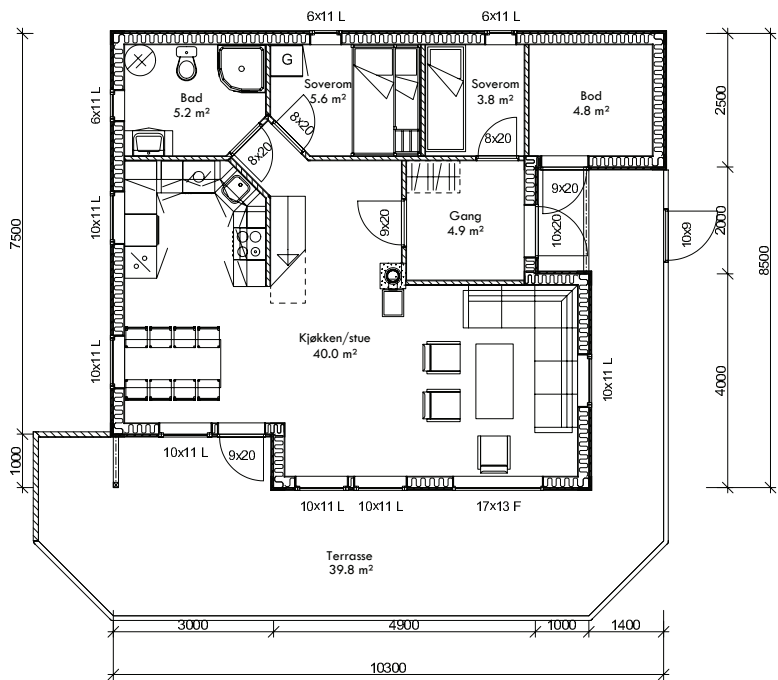 6x11 L
6x11 L
G
Soverom
5.6 m²
Soverom
3.8 m²
Bod
4.8 m²
Bad
5.2 m²
6x11 L
2500
8x20
8x20
8x20
9x20
Gang
4.9 m²
9x20
10x20
2000
10x9
10x11 L
7500
8500
Kjøkken/stue
40.0 m²
10x11 L
10x11 L
4000
10x11 L
9x20
1000
10x11 L
10x11 L
17x13 F
Terrasse
39.8 m²
3000
4900
1000
1400
10300